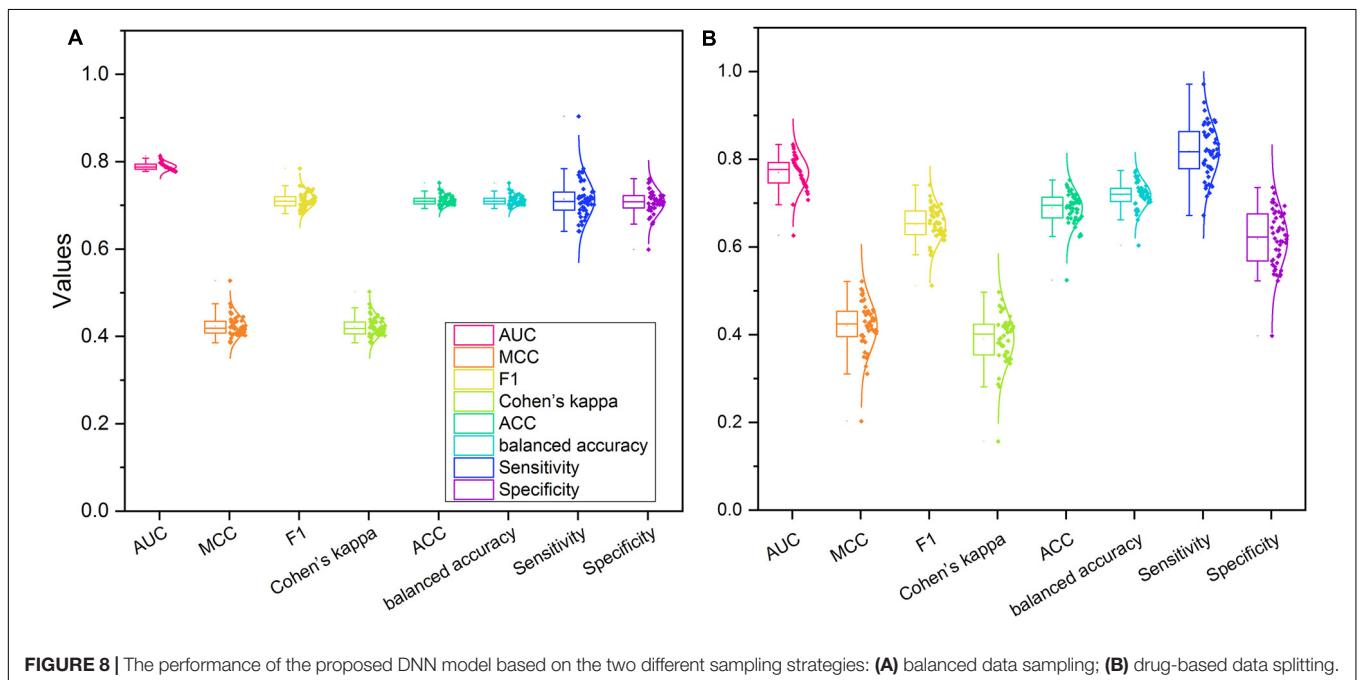 A
1.0
0.8
0.6
0.4
0.2
0.0
Values
AUC
MCC
F1
Cohen's kappa
ACC
balanced accuracy
Sensitivity
Specificity
AUC
MCC
F1
Cohen's kappa
ACC
balanced accuracy
Sensitivity
Specificity
B
1.0
0.8
0.6
0.4
0.2
0.0
AUC
MCC
F1
Cohen's kappa
ACC
balanced accuracy
Sensitivity
Specificity
FIGURE 8 | The performance of the proposed DNN model based on the two different sampling strategies: (A) balanced data sampling; (B) drug-based data splitting.